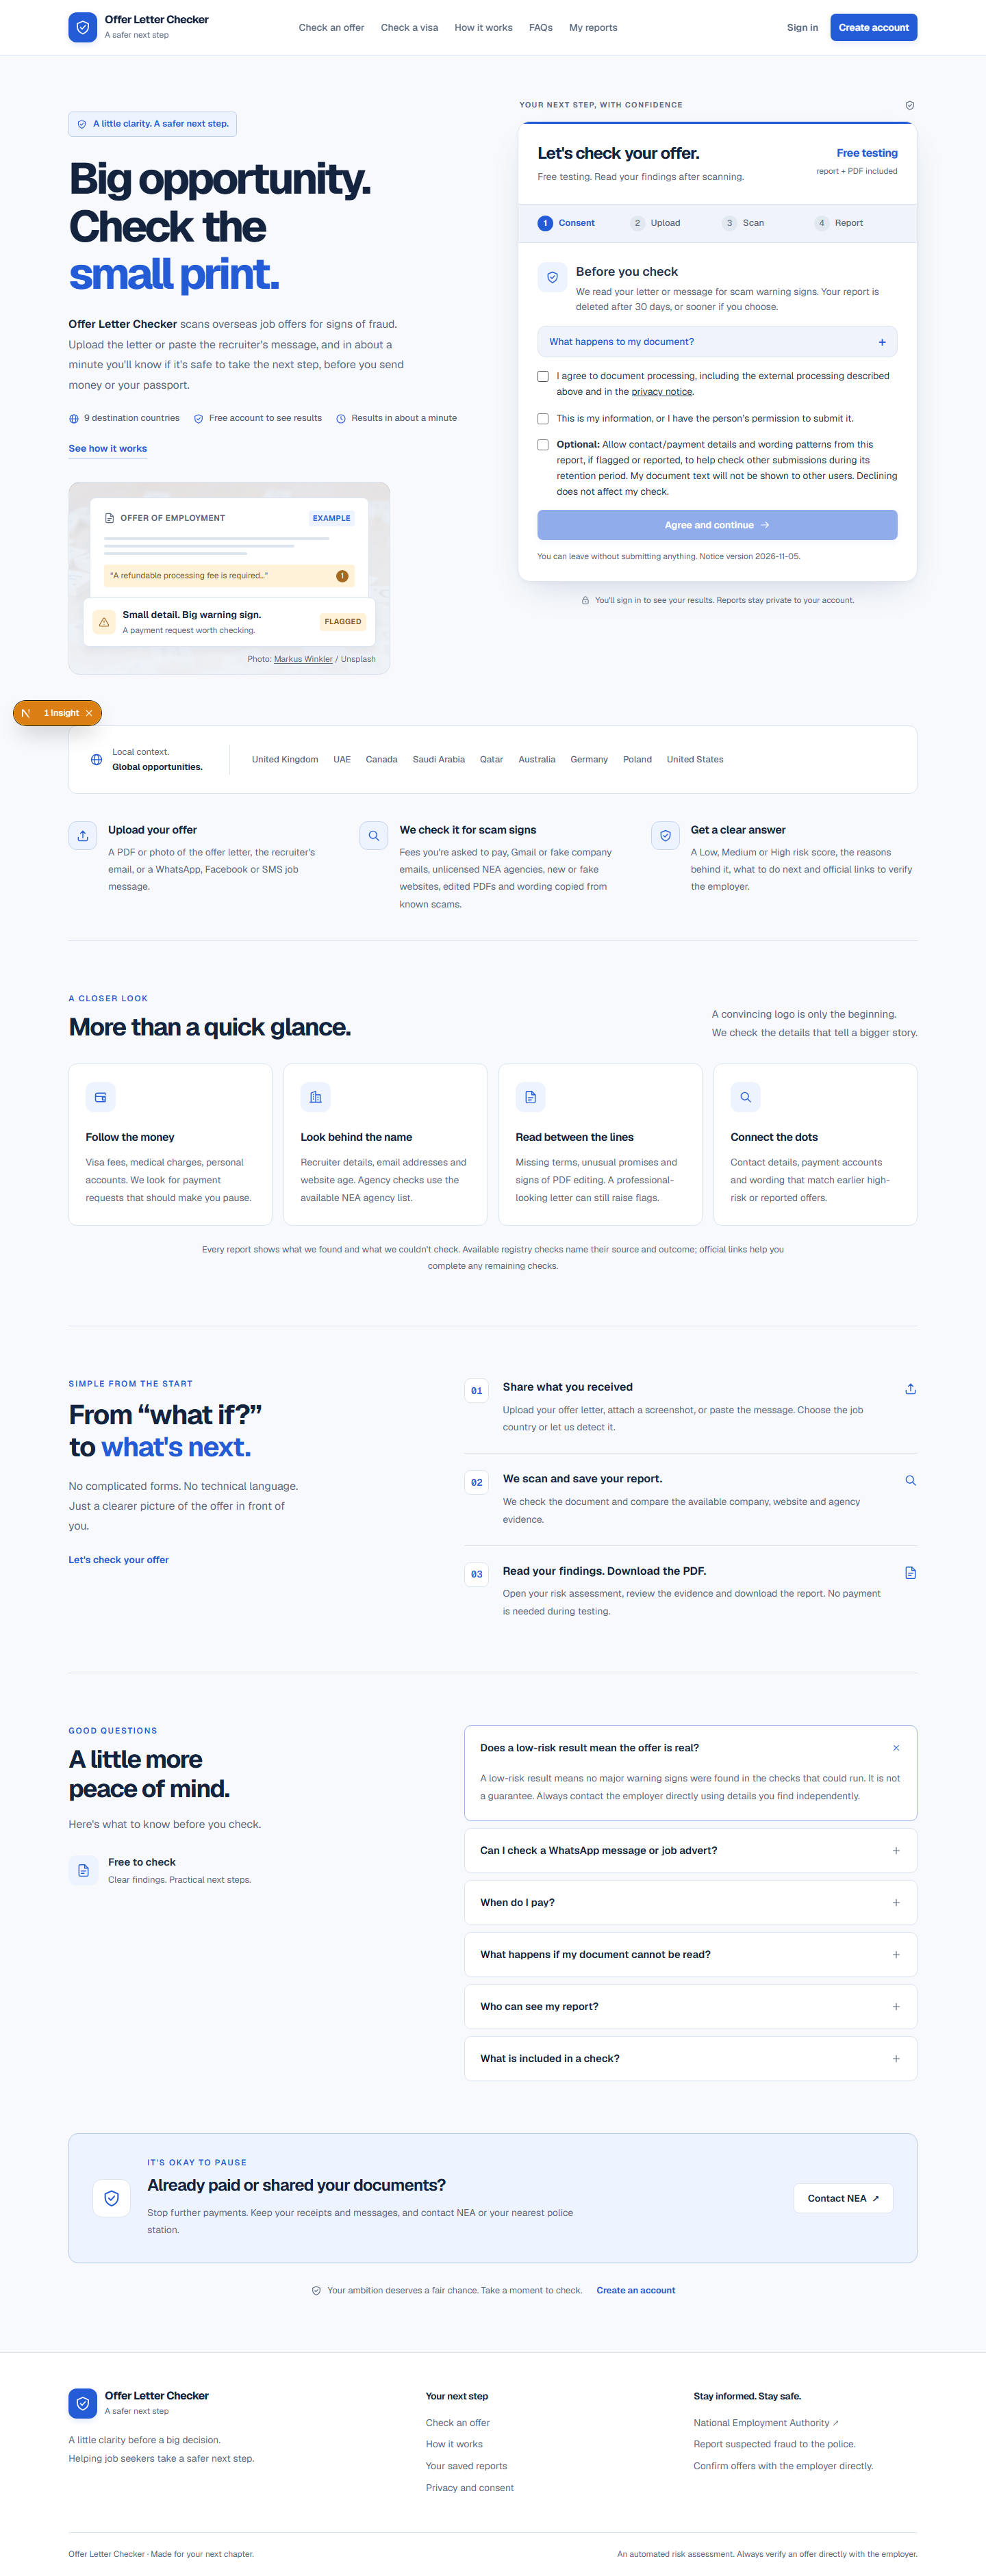 Offer Letter Checker
A safer next step
Check an offer
Check a visa
How it works
FAQs
My reports
Sign in
Create account
A little clarity. A safer next step.
Big opportunity.
Check the
small print.
Offer Letter Checker scans overseas job offers for signs of fraud.
Upload the letter or paste the recruiter's message, and in about a
minute you'll know if it's safe to take the next step, before you send
money or your passport.
9 destination countries
Free account to see results
Results in about a minute
See how it works
OFFER OF EMPLOYMENT
EXAMPLE
"A refundable processing fee is required..."
!
Small detail. Big warning sign.
A payment request worth checking.
FLAGGED
Photo: Markus Winkler / Unsplash
YOUR NEXT STEP, WITH CONFIDENCE
Let's check your offer.
Free testing. Read your findings after scanning.
Free testing
report + PDF included
1 Consent
2 Upload
3 Scan
4 Report
Before you check
We read your letter or message for scam warning signs. Your report is
deleted after 30 days, or sooner if you choose.
What happens to my document? +
I agree to document processing, including the external processing described
above and in the privacy notice.
This is my information, or I have the person's permission to submit it.
Optional: Allow contact/payment details and wording patterns from this
report, if flagged or reported, to help check other submissions during its
retention period. My document text will not be shown to other users. Declining
does not affect my check.
Agree and continue →
You can leave without submitting anything. Notice version 2026-11-05.
You'll sign in to see your results. Reports stay private to your account.
N 1 Insight ×
Local context.
Global opportunities.
United Kingdom
UAE
Canada
Saudi Arabia
Qatar
Australia
Germany
Poland
United States
Upload your offer
A PDF or photo of the offer letter, the recruiter's
email, or a WhatsApp, Facebook or SMS job
message.
We check it for scam signs
Fees you're asked to pay, Gmail or fake company
emails, unlicensed NEA agencies, new or fake
websites, edited PDFs and wording copied from
known scams.
Get a clear answer
A Low, Medium or High risk score, the reasons
behind it, what to do next and official links to verify
the employer.
A CLOSER LOOK
More than a quick glance.
A convincing logo is only the beginning.
We check the details that tell a bigger story.
Follow the money
Visa fees, medical charges, personal
accounts. We look for payment
requests that should make you pause.
Look behind the name
Recruiter details, email addresses and
website age. Agency checks use the
available NEA agency list.
Read between the lines
Missing terms, unusual promises and
signs of PDF editing. A professional-
looking letter can still raise flags.
Connect the dots
Contact details, payment accounts
and wording that match earlier high-
risk or reported offers.
Every report shows what we found and what we couldn't check. Available registry checks name their source and outcome; official links help you
complete any remaining checks.
SIMPLE FROM THE START
From “what if?”
to what's next.
No complicated forms. No technical language.
Just a clearer picture of the offer in front of
you.
Let's check your offer
01
Share what you received
Upload your offer letter, attach a screenshot, or paste the message. Choose the job
country or let us detect it.
02
We scan and save your report.
We check the document and compare the available company, website and agency
evidence.
03
Read your findings. Download the PDF.
Open your risk assessment, review the evidence and download the report. No payment
is needed during testing.
GOOD QUESTIONS
A little more
peace of mind.
Here's what to know before you check.
Free to check
Clear findings. Practical next steps.
Does a low-risk result mean the offer is real? ×
A low-risk result means no major warning signs were found in the checks that could run. It is not
a guarantee. Always contact the employer directly using details you find independently.
Can I check a WhatsApp message or job advert? +
When do I pay? +
What happens if my document cannot be read? +
Who can see my report? +
What is included in a check? +
IT'S OKAY TO PAUSE
Already paid or shared your documents?
Stop further payments. Keep your receipts and messages, and contact NEA or your nearest police
station.
Contact NEA ↗
Your ambition deserves a fair chance. Take a moment to check.
Create an account
Offer Letter Checker
A safer next step
A little clarity before a big decision.
Helping job seekers take a safer next step.
Your next step
Check an offer
How it works
Your saved reports
Privacy and consent
Stay informed. Stay safe.
National Employment Authority ↗
Report suspected fraud to the police.
Confirm offers with the employer directly.
Offer Letter Checker · Made for your next chapter.
An automated risk assessment. Always verify an offer directly with the employer.